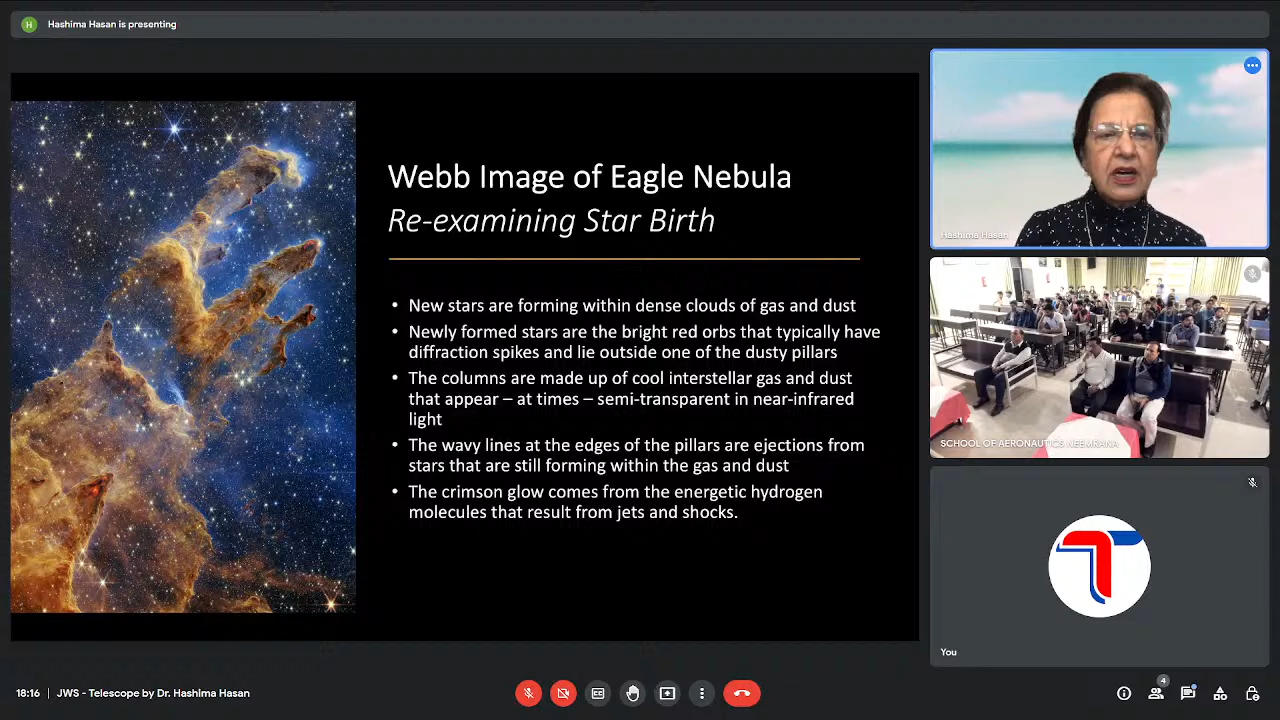 H
Hashima Hasan is presenting
Webb Image of Eagle Nebula
Re-examining Star Birth
• New stars are forming within dense clouds of gas and dust
• Newly formed stars are the bright red orbs that typically have
diffraction spikes and lie outside one of the dusty pillars
• The columns are made up of cool interstellar gas and dust
that appear – at times – semi-transparent in near-infrared
light
• The wavy lines at the edges of the pillars are ejections from
stars that are still forming within the gas and dust
• The crimson glow comes from the energetic hydrogen
molecules that result from jets and shocks.
Hashima Hasan
SCHOOL OF AERONAUTICS NEEMRANA
T
You
18:16 | JWS - Telescope by Dr. Hashima Hasan
4